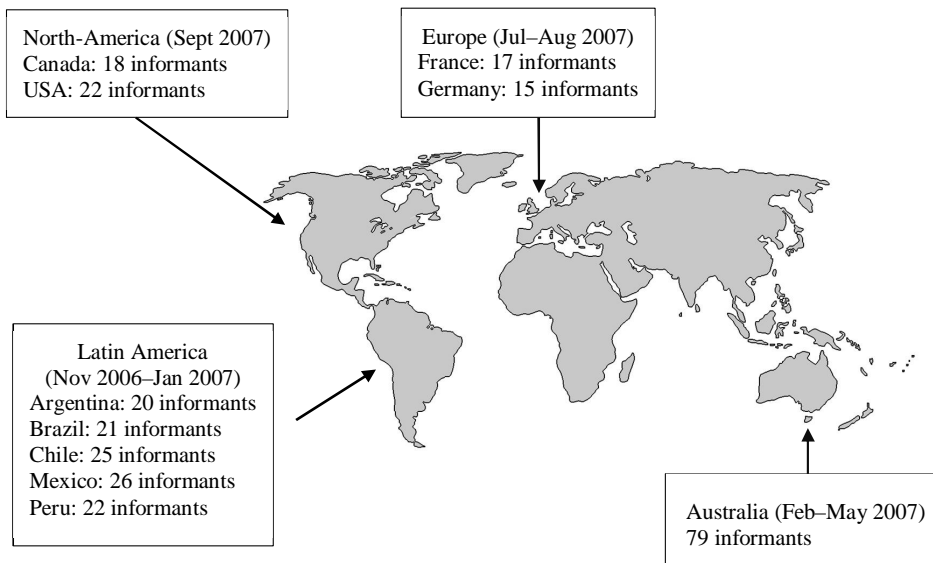 North-America (Sept 2007)
Canada: 18 informants
USA: 22 informants
Europe (Jul–Aug 2007)
France: 17 informants
Germany: 15 informants
Latin America
(Nov 2006–Jan 2007)
Argentina: 20 informants
Brazil: 21 informants
Chile: 25 informants
Mexico: 26 informants
Peru: 22 informants
Australia (Feb–May 2007)
79 informants